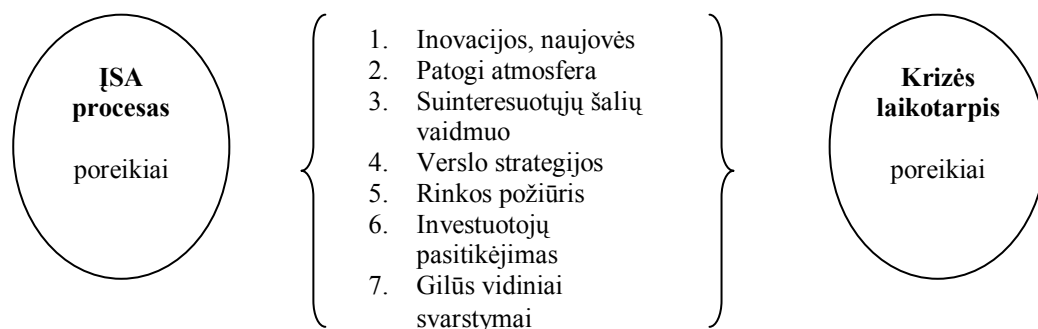 ĮSA
procesas
poreikiai
1. Inovacijos, naujovės
2. Patogi atmosfera
3. Suinteresuotųjų šalių
vaidmuo
4. Verslo strategijos
5. Rinkos požiūris
6. Investuotojų
pasitikėjimas
7. Gilūs vidiniai
svarstymai
Krizės
laikotarpis
poreikiai